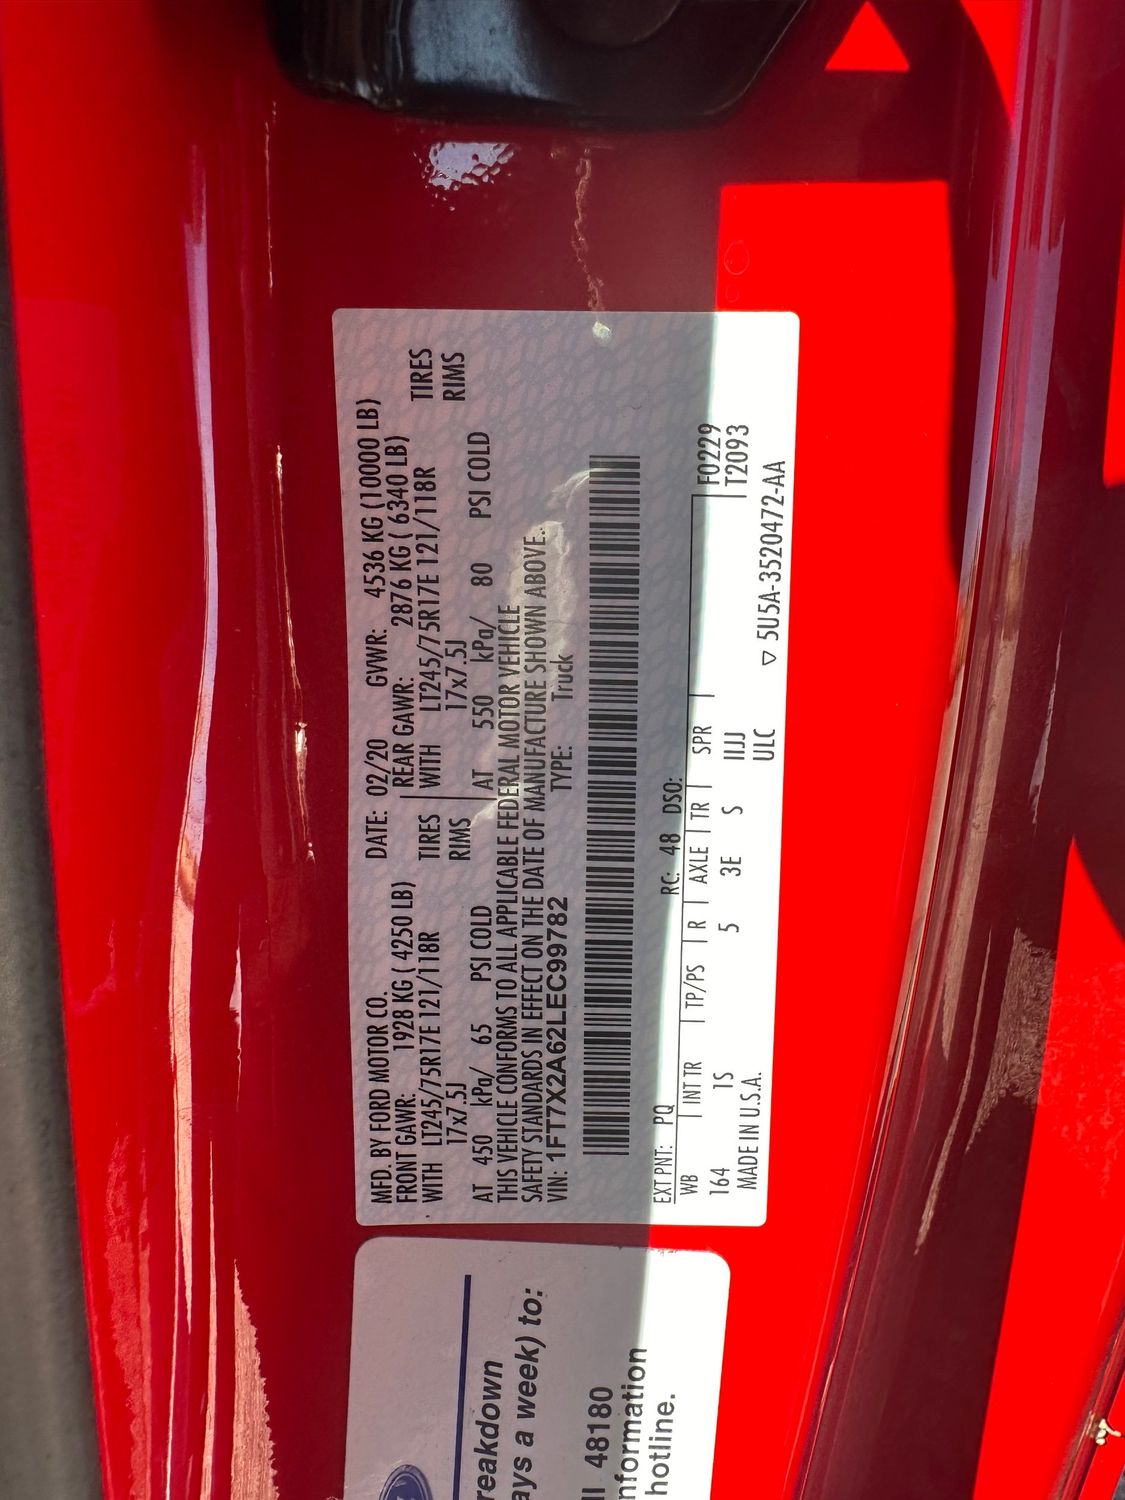 MFD. BY FORD MOTOR CO. DATE: 02/20 GVWR: 4536 KG (10000 LB)
FRONT GAWR: 1928 KG ( 4250 LB) REAR GAWR: 2876 KG ( 6340 LB)
WITH LT245/75R17E 121/118R TIRES WITH LT245/75R17E 121/118R TIRES
17x7.5J RIMS 17x7.5J RIMS
AT 450 kPa/ 65 PSI COLD AT 550 kPa/ 80 PSI COLD
THIS VEHICLE CONFORMS TO ALL APPLICABLE FEDERAL MOTOR VEHICLE
SAFETY STANDARDS IN EFFECT ON THE DATE OF MANUFACTURE SHOWN ABOVE.
VIN: 1FT7X2A62LEC99782 TYPE: Truck
EXT PNT: PQ RC: 48 DSO:
WB INT TR TP/PS R AXLE TR SPR F0229
164 1S 5 3E S IIJJ T2093
MADE IN U.S.A. ULC ▽ 5U5A-3520472-AA
reakdown
ays a week) to:
48180
nformation
hotline.